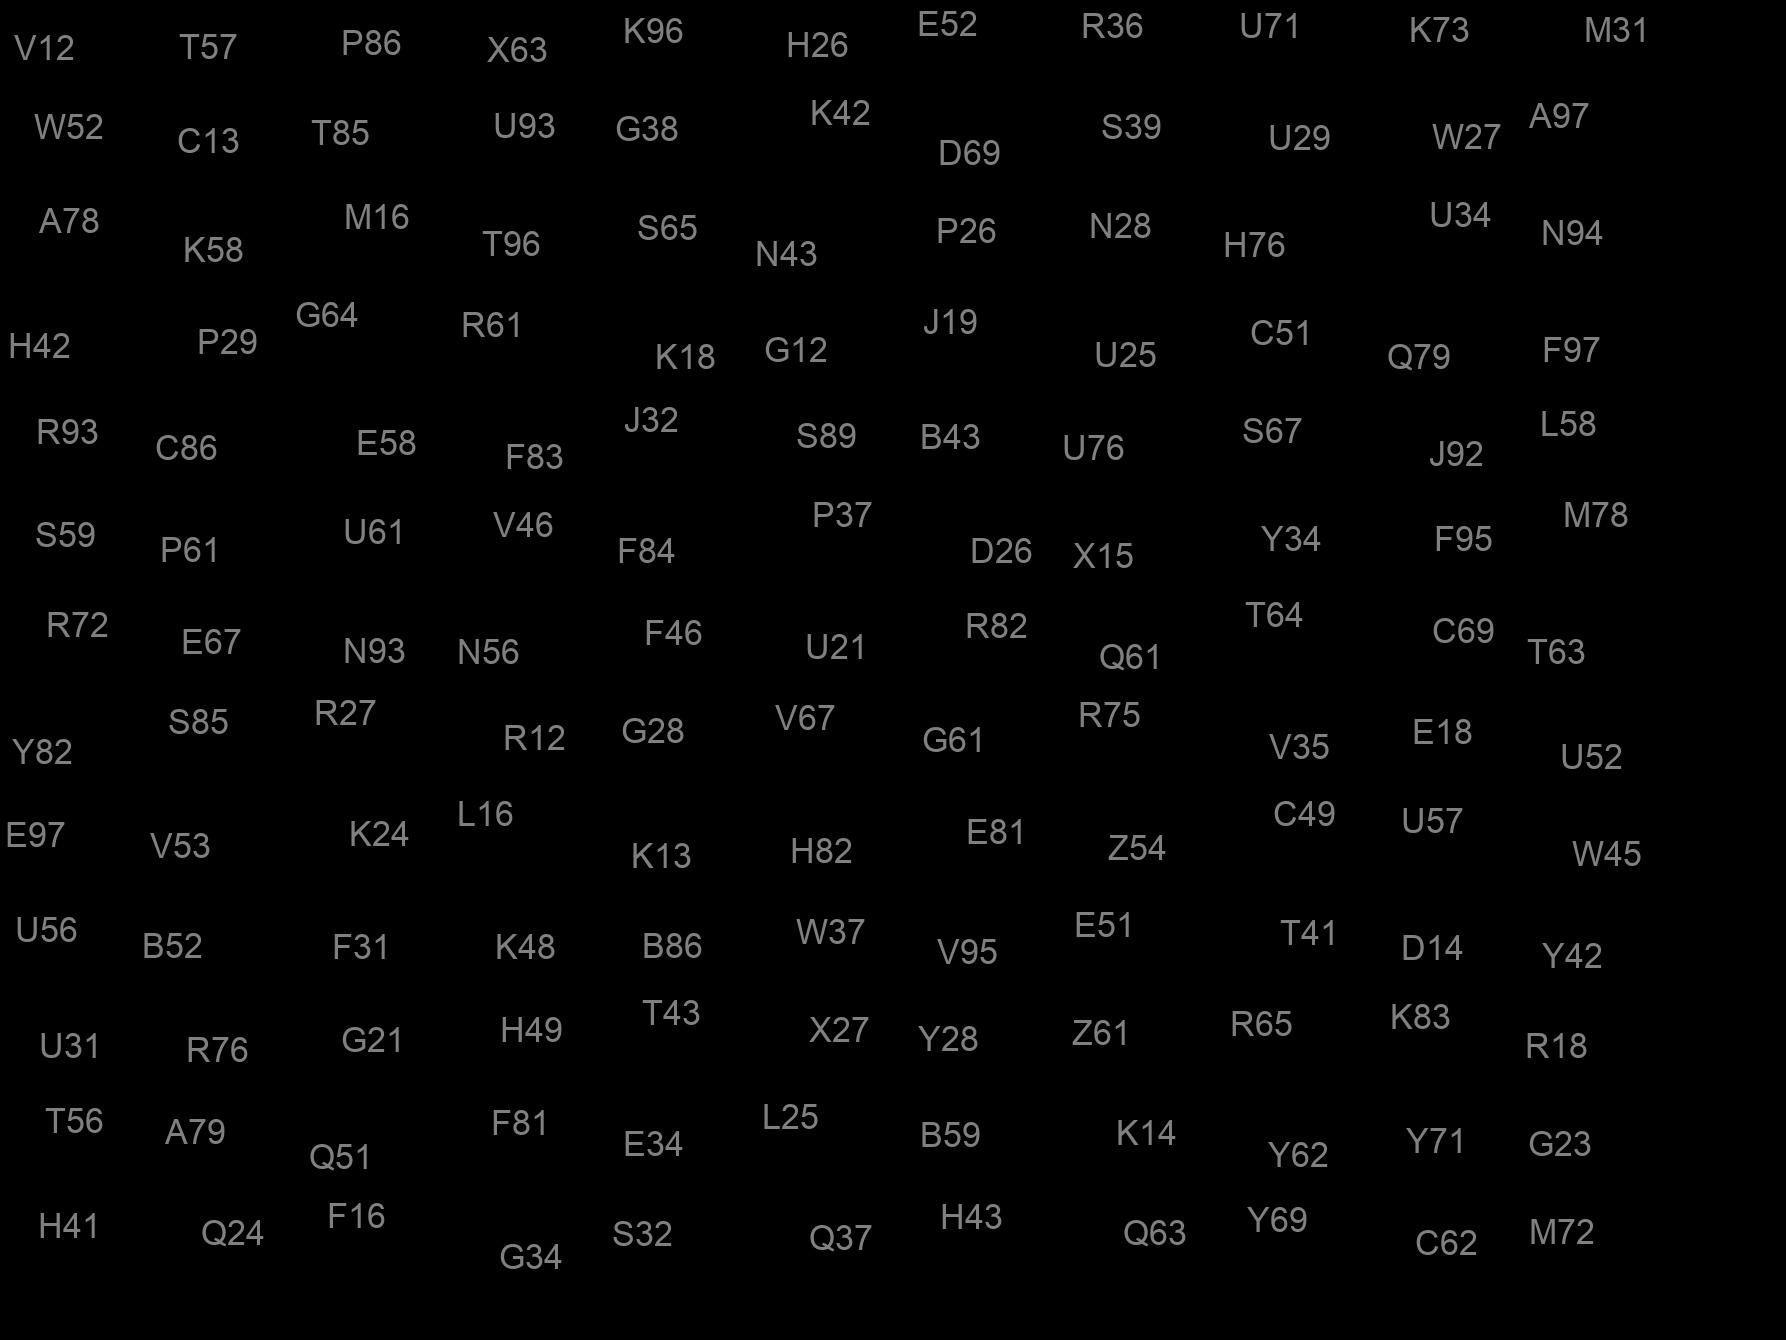 V12 T57 P86 X63 K96 H26 E52 R36 U71 K73 M31
W52 C13 T85 U93 G38 K42 D69 S39 U29 W27 A97
A78 K58 M16 T96 S65 N43 P26 N28 H76 U34 N94
H42 P29 G64 R61 K18 G12 J19 U25 C51 Q79 F97
R93 C86 E58 F83 J32 S89 B43 U76 S67 J92 L58
S59 P61 U61 V46 F84 P37 D26 X15 Y34 F95 M78
R72 E67 N93 N56 F46 U21 R82 Q61 T64 C69 T63
Y82 S85 R27 R12 G28 V67 G61 R75 V35 E18 U52
E97 V53 K24 L16 K13 H82 E81 Z54 C49 U57 W45
U56 B52 F31 K48 B86 W37 V95 E51 T41 D14 Y42
U31 R76 G21 H49 T43 X27 Y28 Z61 R65 K83 R18
T56 A79 Q51 F81 E34 L25 B59 K14 Y62 Y71 G23
H41 Q24 F16 G34 S32 Q37 H43 Q63 Y69 C62 M72